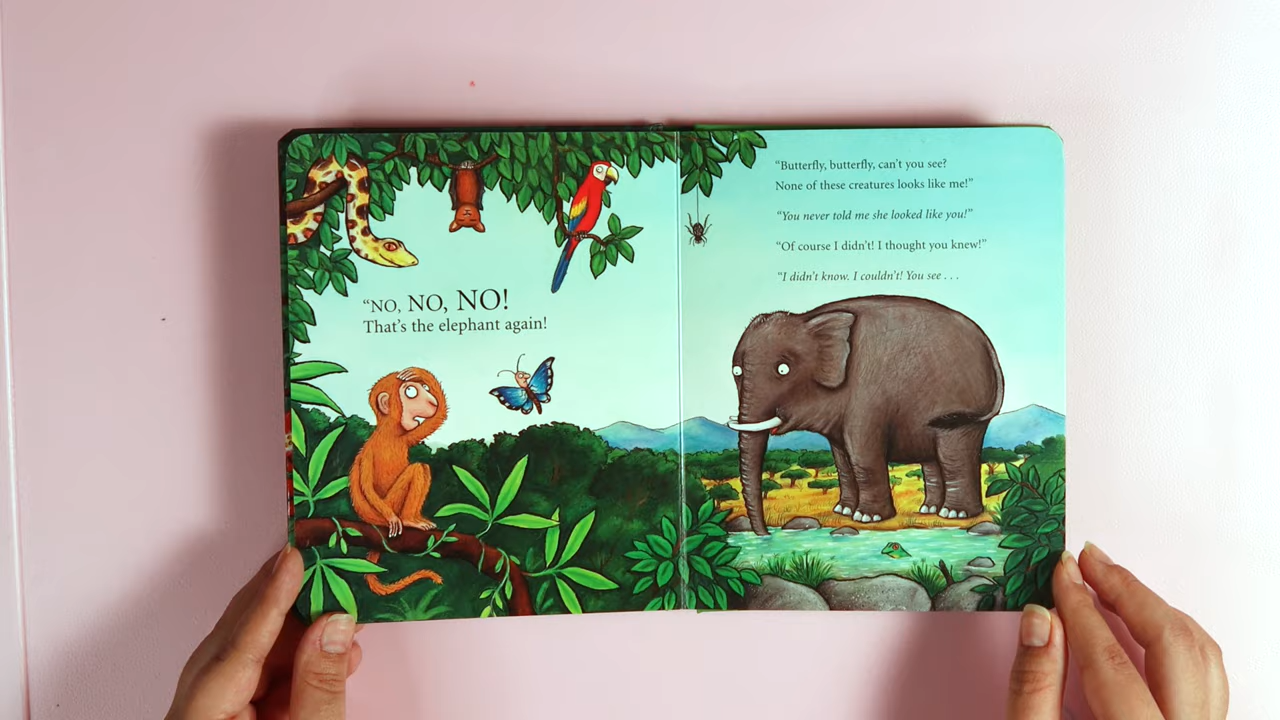 “NO, NO, NO!
That’s the elephant again!
“Butterfly, butterfly, can’t you see?
None of these creatures looks like me!”
“You never told me she looked like you!”
“Of course I didn’t! I thought you knew!”
“I didn’t know. I couldn’t! You see . . .